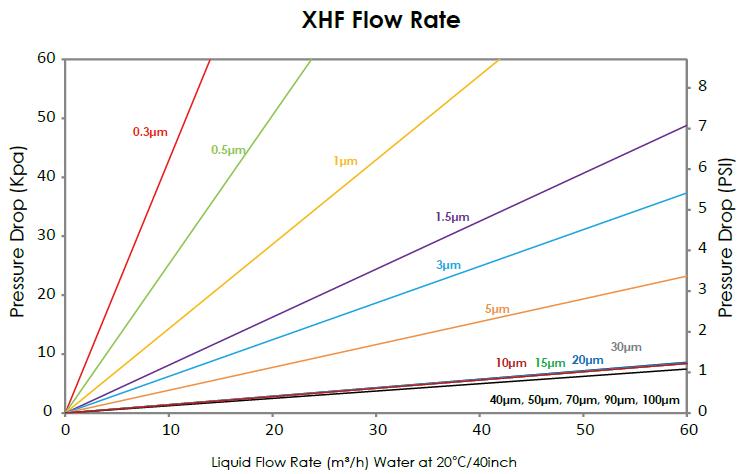 XHF Flow Rate
60
50
40
30
20
10
0
Pressure Drop (Kpa)
8
7
6
5
4
3
2
1
0
Pressure Drop (PSI)
0.3µm
0.5µm
1µm
1.5µm
3µm
5µm
10µm 15µm 20µm 30µm
40µm, 50µm, 70µm, 90µm, 100µm
0 10 20 30 40 50 60
Liquid Flow Rate (m³/h) Water at 20°C/40inch